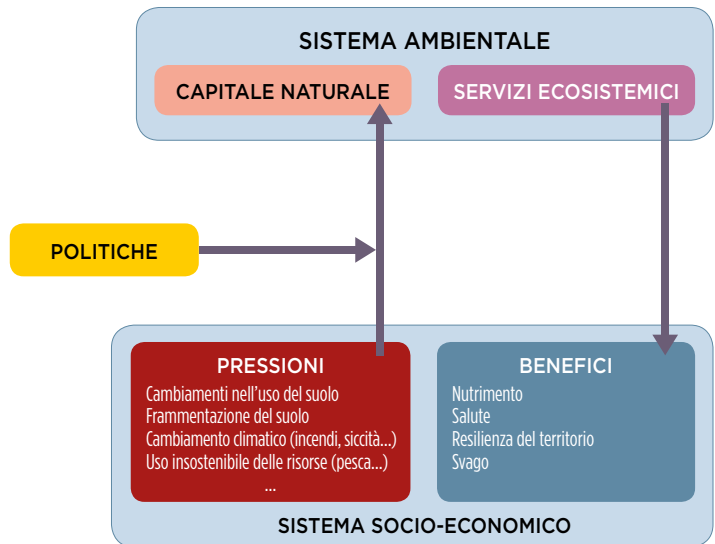 SISTEMA AMBIENTALE
CAPITALE NATURALE
SERVIZI ECOSISTEMICI
POLITICHE
PRESSIONI
Cambiamenti nell'uso del suolo
Frammentazione del suolo
Cambiamento climatico (incendi, siccità...)
Uso insostenibile delle risorse (pesca...)
...
BENEFICI
Nutrimento
Salute
Resilienza del territorio
Svago
SISTEMA SOCIO-ECONOMICO